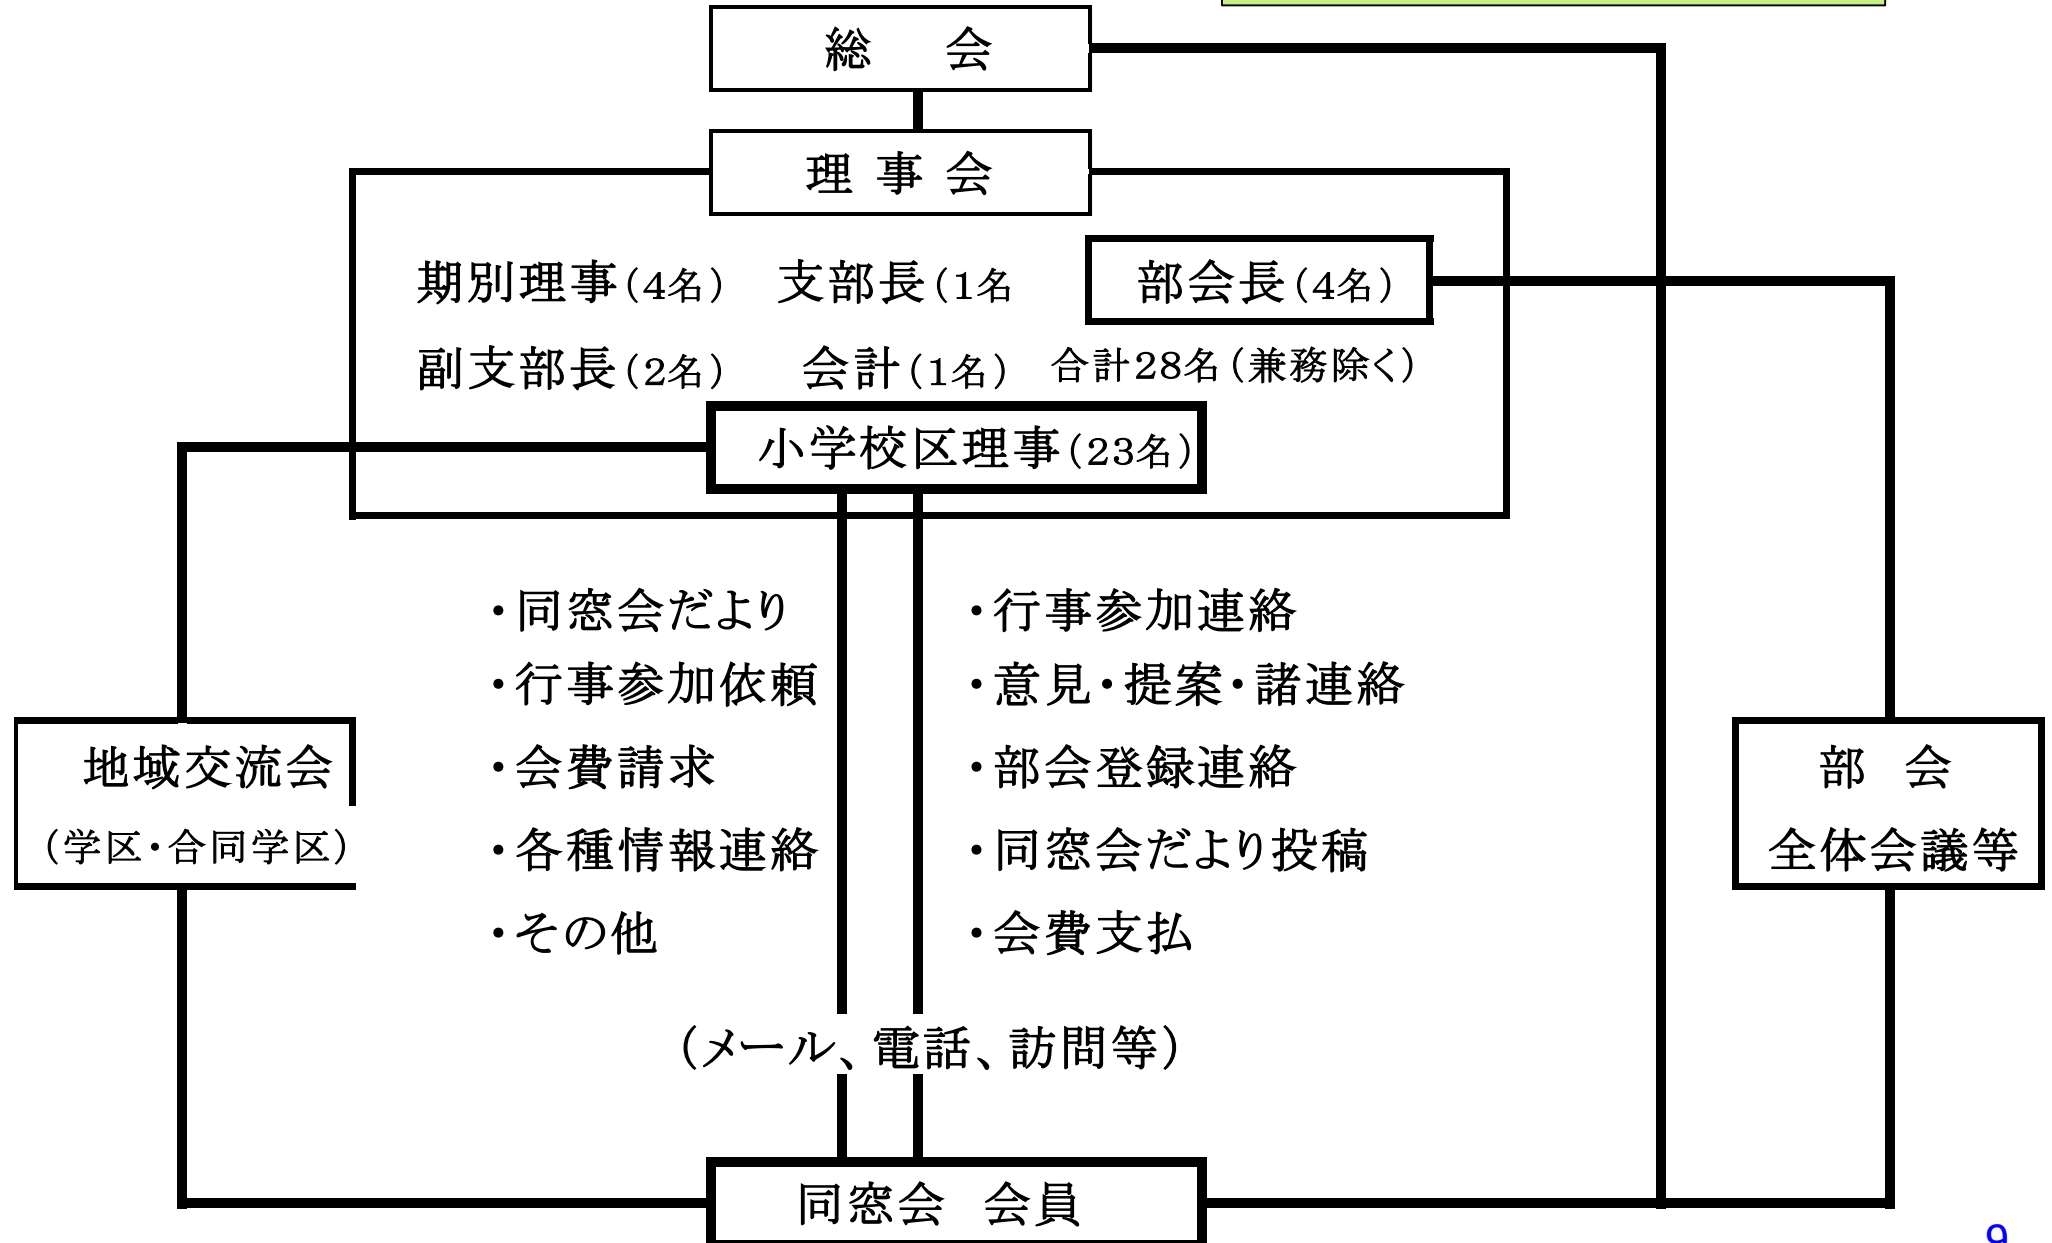 総 会
理 事 会
期別理事(4名) 支部長(1名 部会長(4名)
副支部長(2名) 会計(1名) 合計28名(兼務除く)
小学校区理事(23名)
・同窓会だより
・行事参加依頼
・会費請求
・各種情報連絡
・その他
・行事参加連絡
・意見・提案・諸連絡
・部会登録連絡
・同窓会だより投稿
・会費支払
地域交流会
(学区・合同学区)
部 会
全体会議等
(メール、電話、訪問等)
同窓会 会員
9